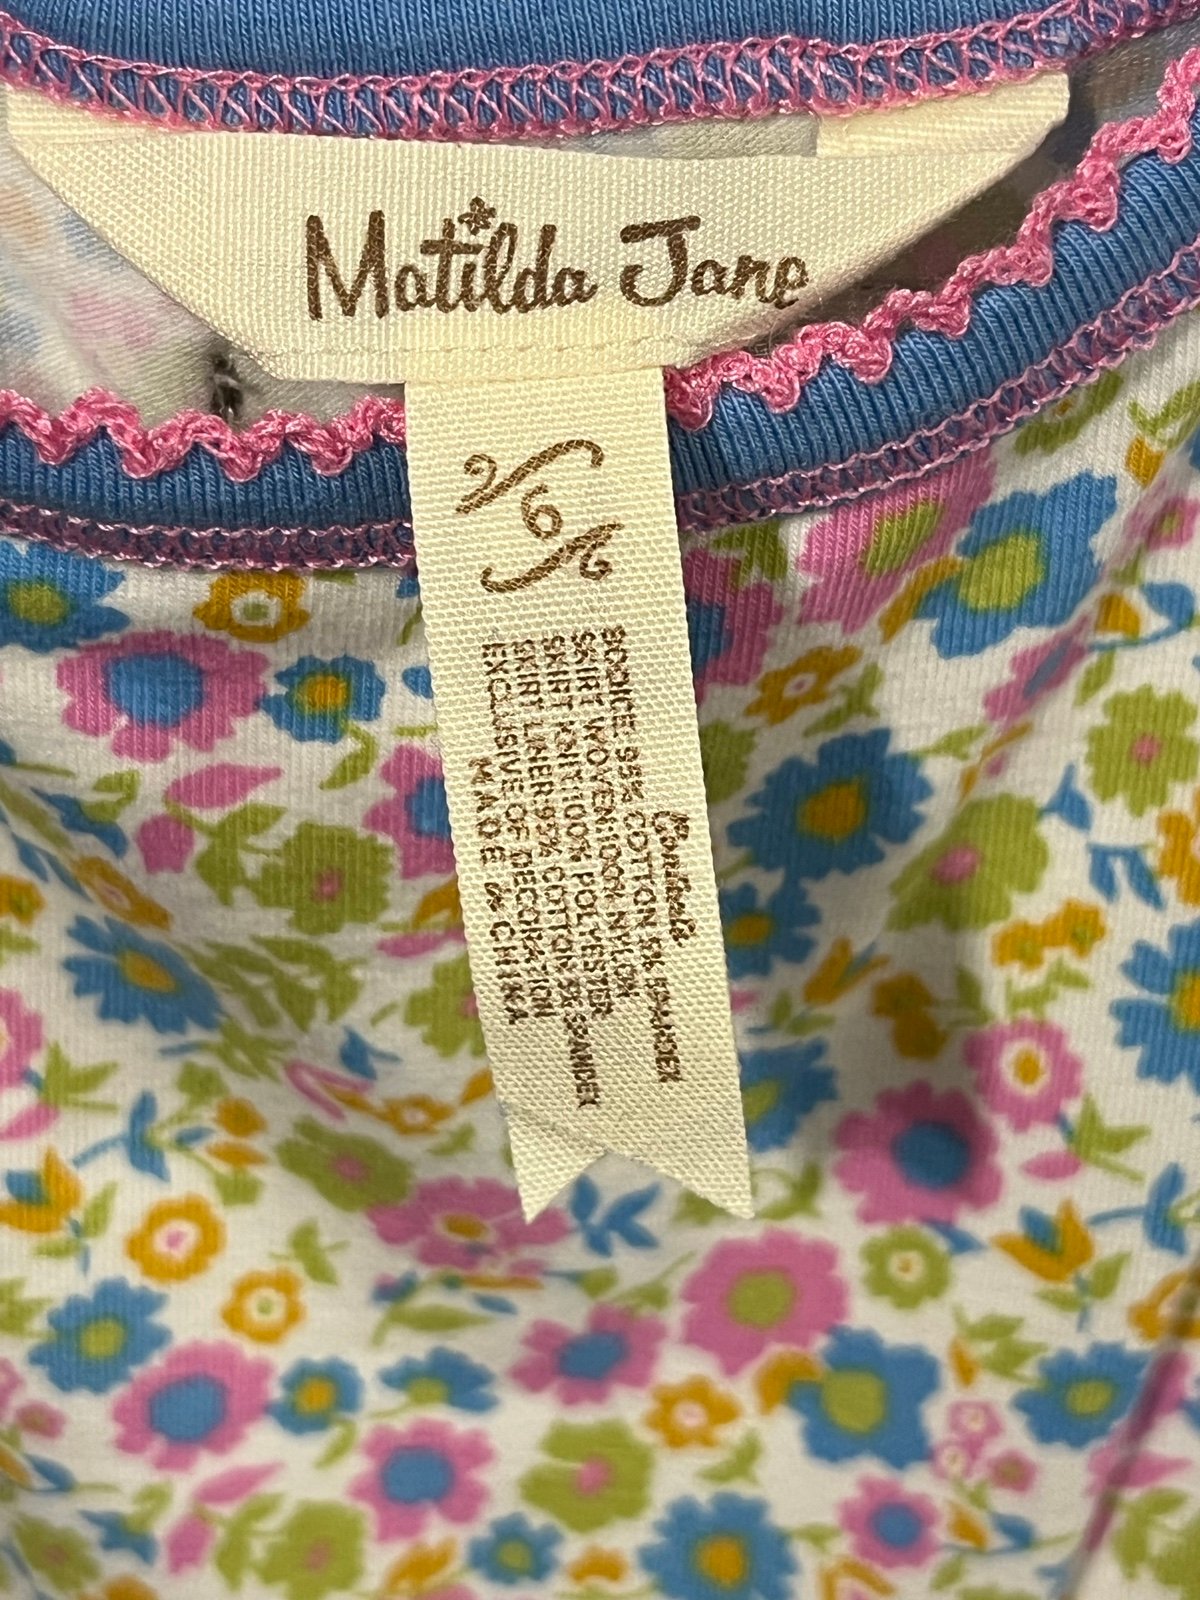 Matilda Jane
6
Contents
BODICE 95% COTTON 5% SPANDEX
SKIRT WOVEN:100% NYLON
SKIRT KNIT:100% POLYESTER
SKIRT LINER:95% COTTON 5% SPANDEX
EXCLUSIVE OF DECORATION
MADE IN CHINA